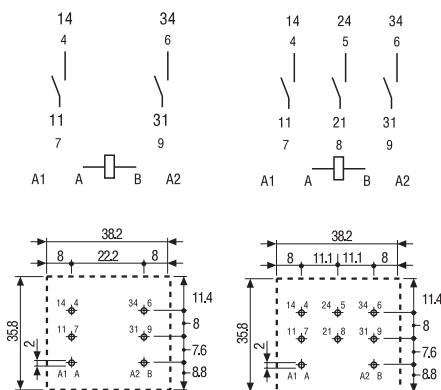 14 34
4 6
11 31
7 9
A1 A B A2
14 24 34
4 5 6
11 21 31
7 8 9
A1 A B A2
38.2
8 22.2 8
35.8
2
14 4 34 6
11 7 31 9
A1 A A2 B
11.4
8
7.6
8.8
38.2
8 11.1 11.1 8
35.8
2
14 4 24 5 34 6
11 7 21 8 31 9
A1 A A2 B
11.4
8
7.6
8.8